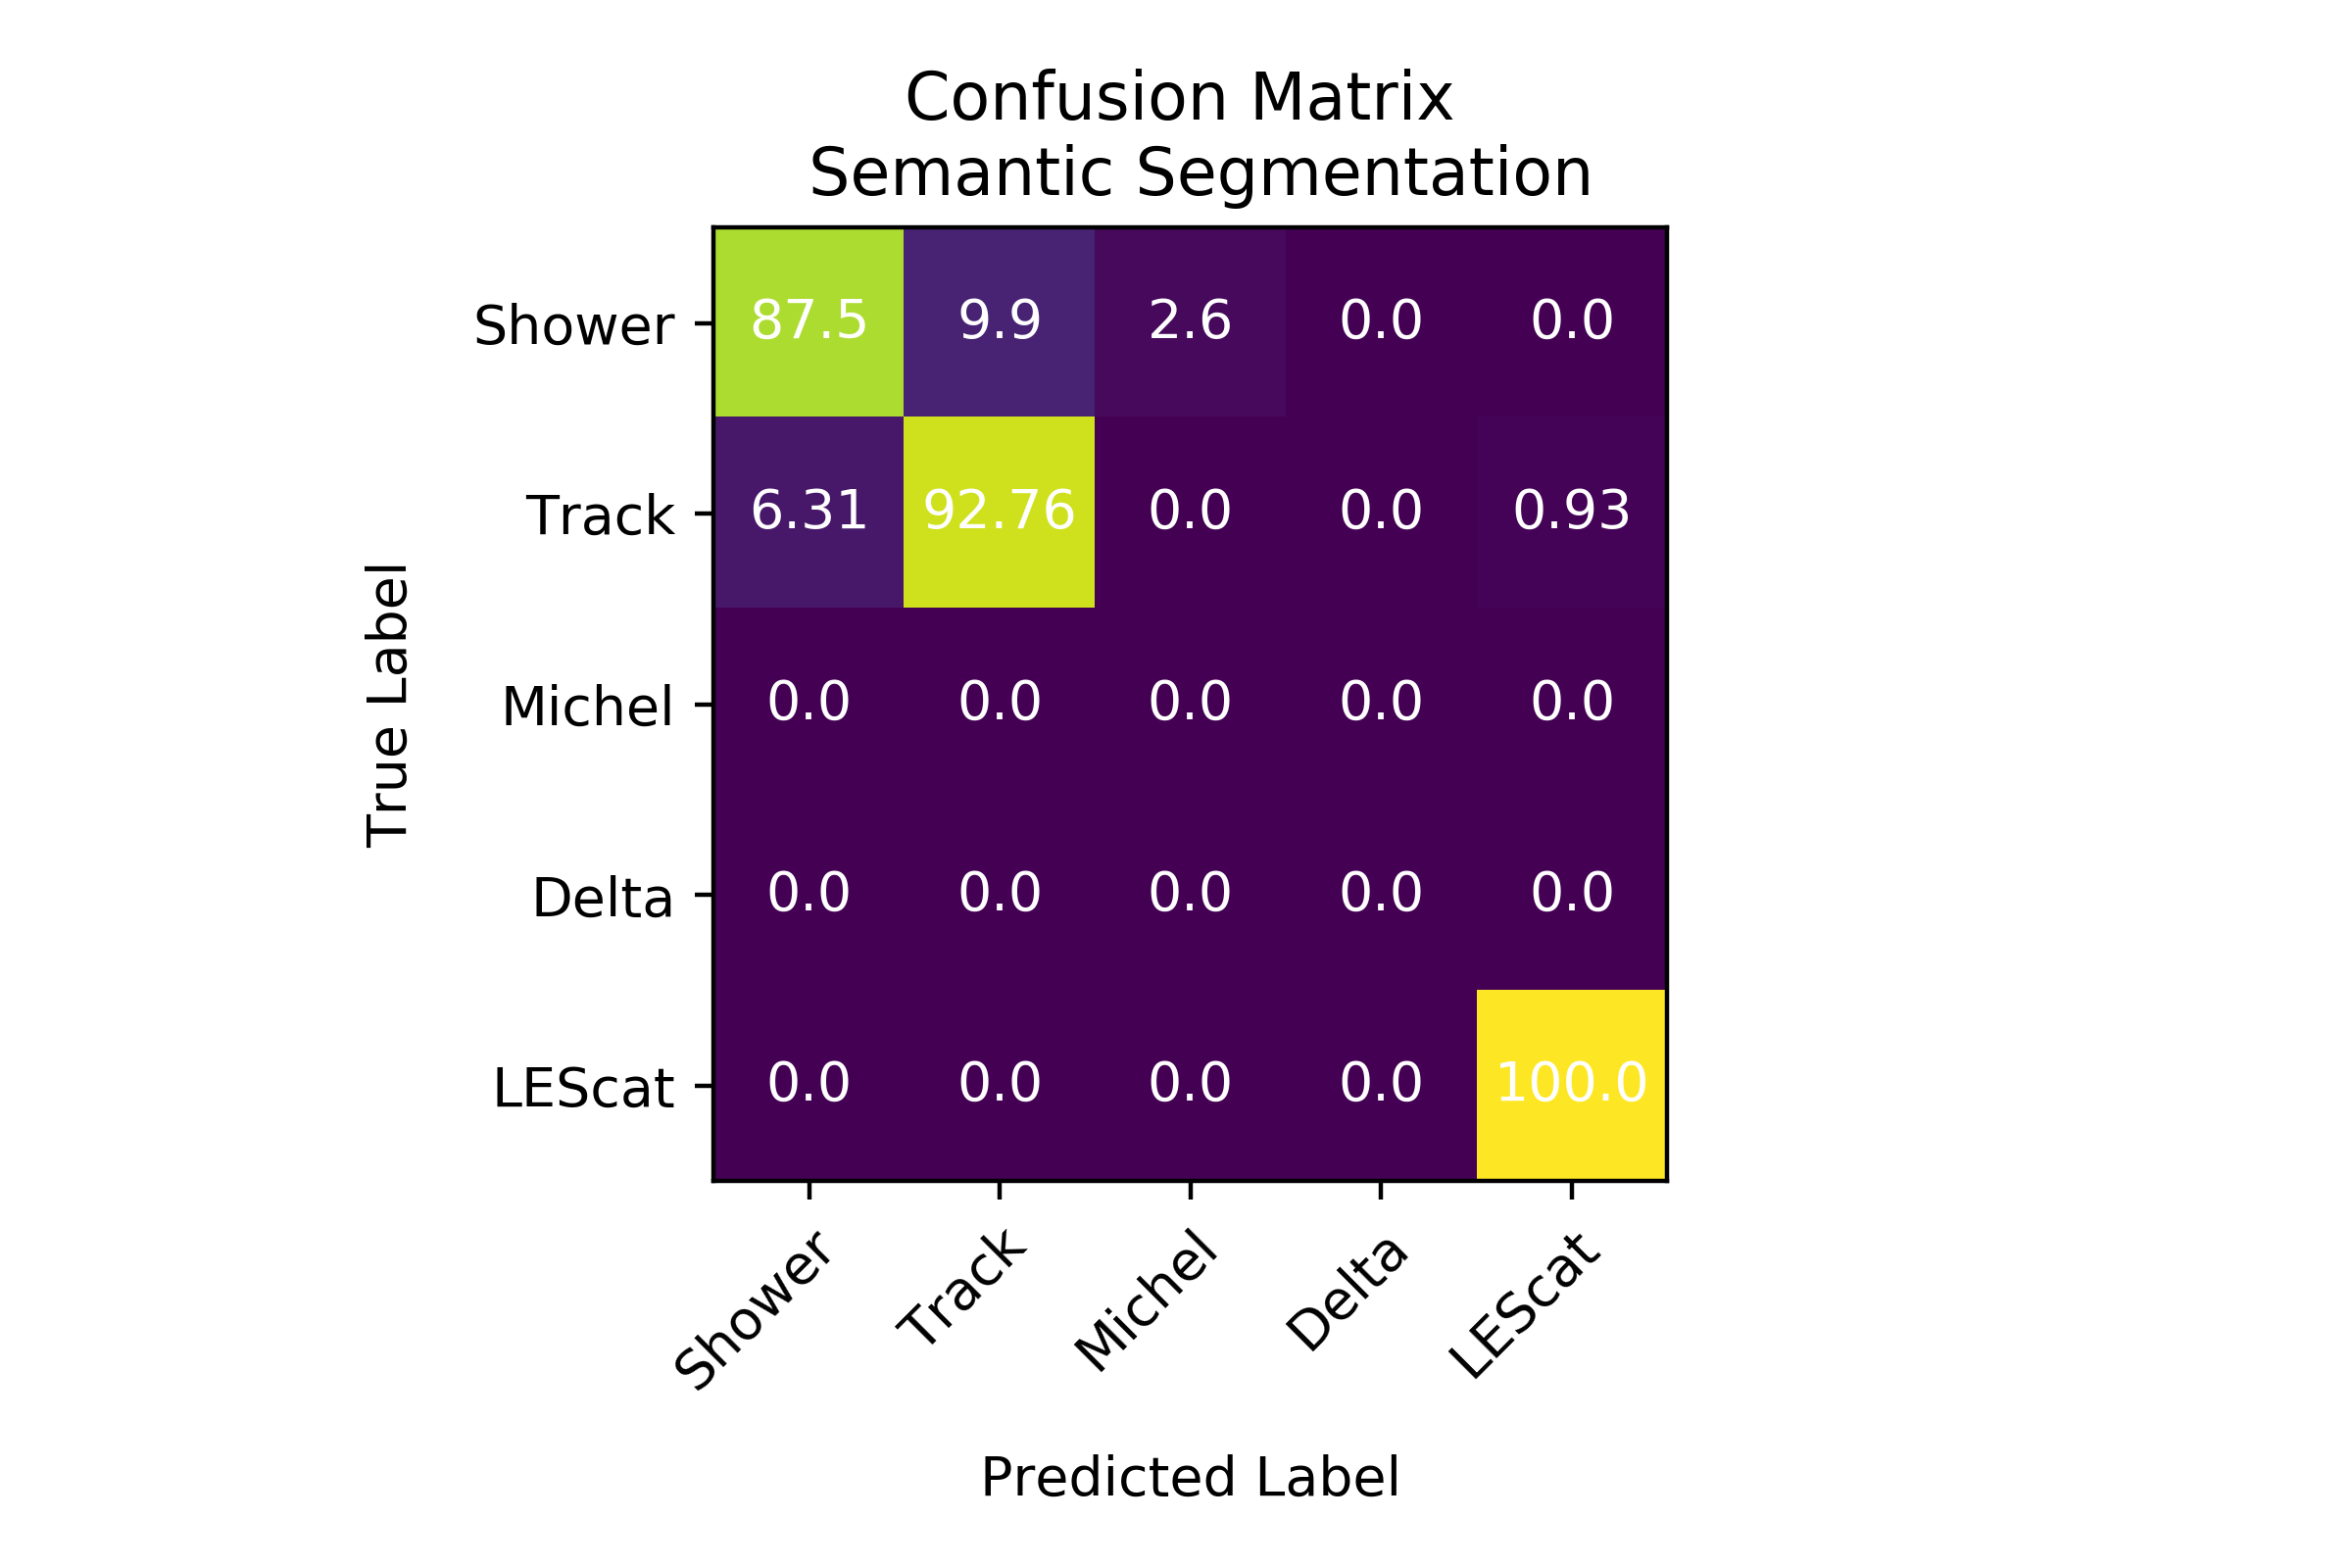 Confusion Matrix
Semantic Segmentation
Shower 87.5 9.9 2.6 0.0 0.0
Track 6.31 92.76 0.0 0.0 0.93
Michel 0.0 0.0 0.0 0.0 0.0
Delta 0.0 0.0 0.0 0.0 0.0
LEScat 0.0 0.0 0.0 0.0 100.0
True Label
Shower Track Michel Delta LEScat
Predicted Label